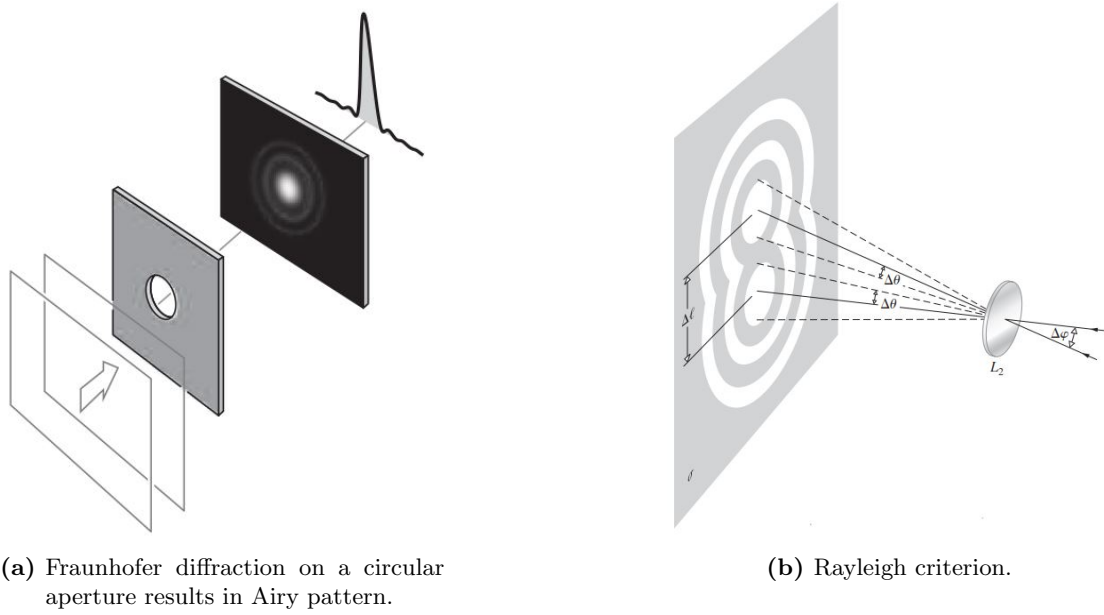 Δθ
Δθ
Δℓ
Δφ
L₂
σ
(a) Fraunhofer diffraction on a circular
aperture results in Airy pattern.
(b) Rayleigh criterion.